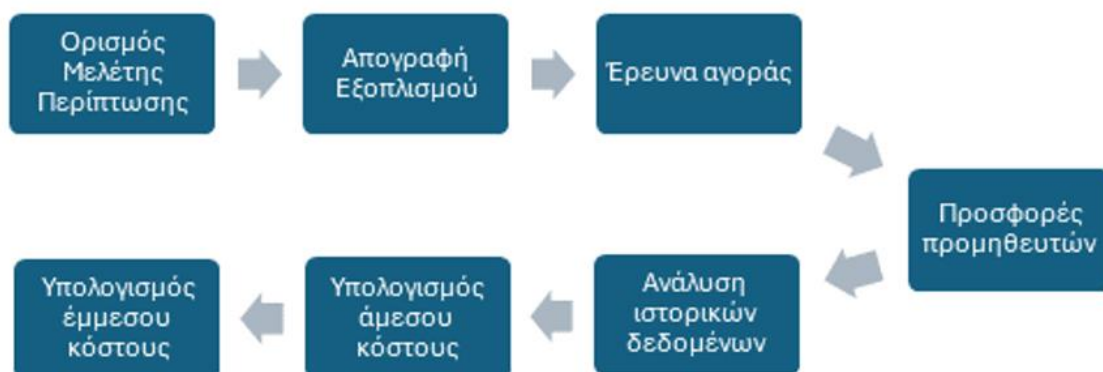 Ορισμός
Μελέτης
Περίπτωσης
Απογραφή
Εξοπλισμού
Έρευνα αγοράς
Προσφορές
προμηθευτών
Ανάλυση
ιστορικών
δεδομένων
Υπολογισμός
άμεσου
κόστους
Υπολογισμός
έμμεσου
κόστους